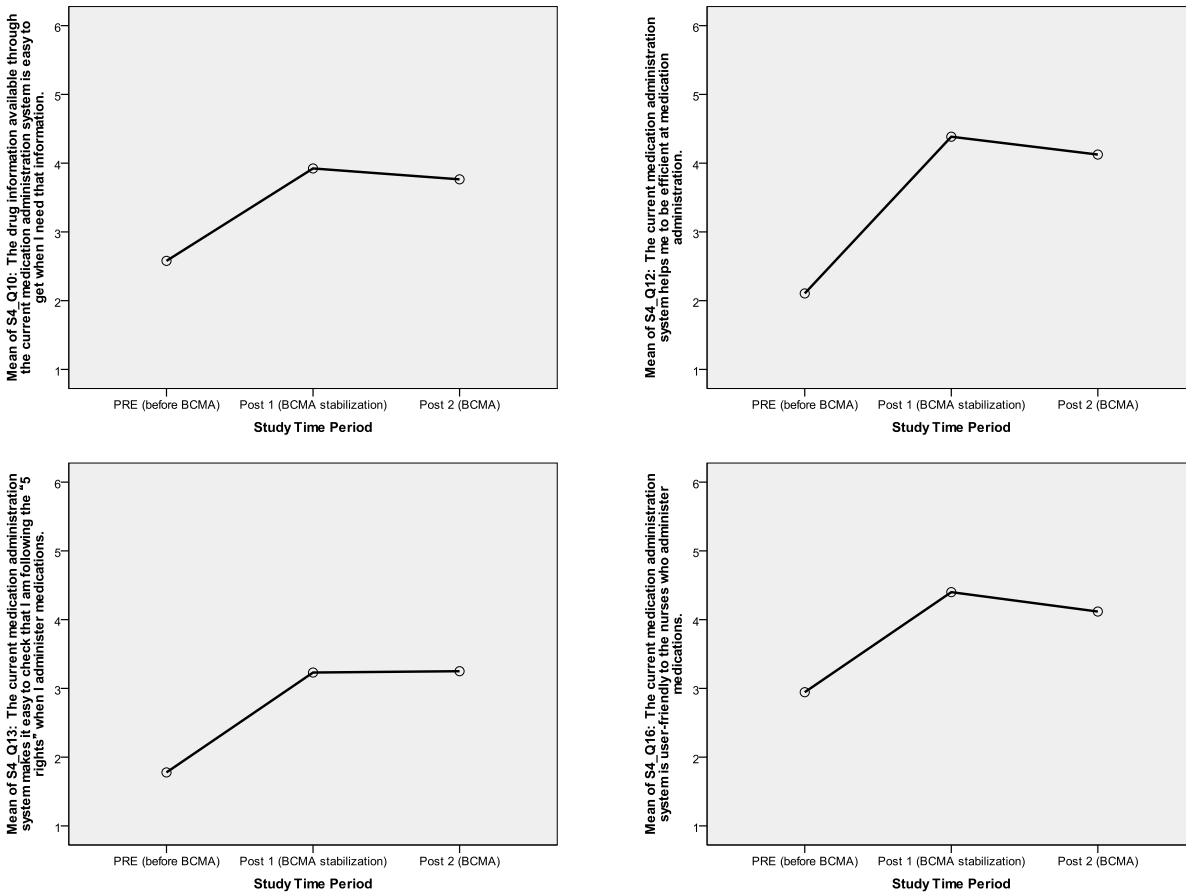 Mean of S4_Q10: The drug information available through
the current medication administration system is easy to
get when I need that information.
6
5
4
3
2
1
PRE (before BCMA) Post 1 (BCMA stabilization) Post 2 (BCMA)
Study Time Period
Mean of S4_Q12: The current medication administration
system helps me to be efficient at medication
administration.
6
5
4
3
2
1
PRE (before BCMA) Post 1 (BCMA stabilization) Post 2 (BCMA)
Study Time Period
Mean of S4_Q13: The current medication administration
system makes it easy to check that I am following the “5
rights” when I administer medications.
6
5
4
3
2
1
PRE (before BCMA) Post 1 (BCMA stabilization) Post 2 (BCMA)
Study Time Period
Mean of S4_Q16: The current medication administration
system is user-friendly to the nurses who administer
medications.
6
5
4
3
2
1
PRE (before BCMA) Post 1 (BCMA stabilization) Post 2 (BCMA)
Study Time Period